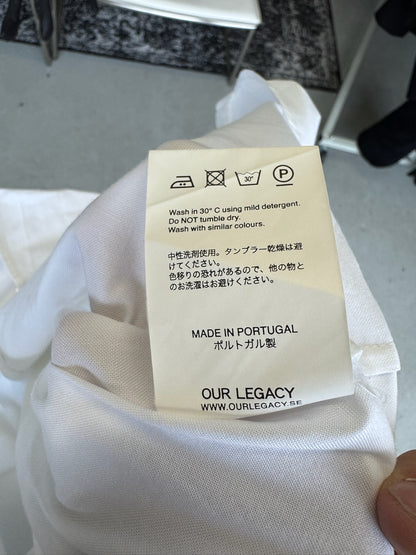 30°
P
Wash in 30° C using mild detergent.
Do NOT tumble dry.
Wash with similar colours.
中性洗剤使用。タンブラー乾燥は避
けてください。
色移りの恐れがあるので、他の物と
のお洗濯はお避けください。
MADE IN PORTUGAL
ポルトガル製
OUR LEGACY
WWW.OURLEGACY.SE